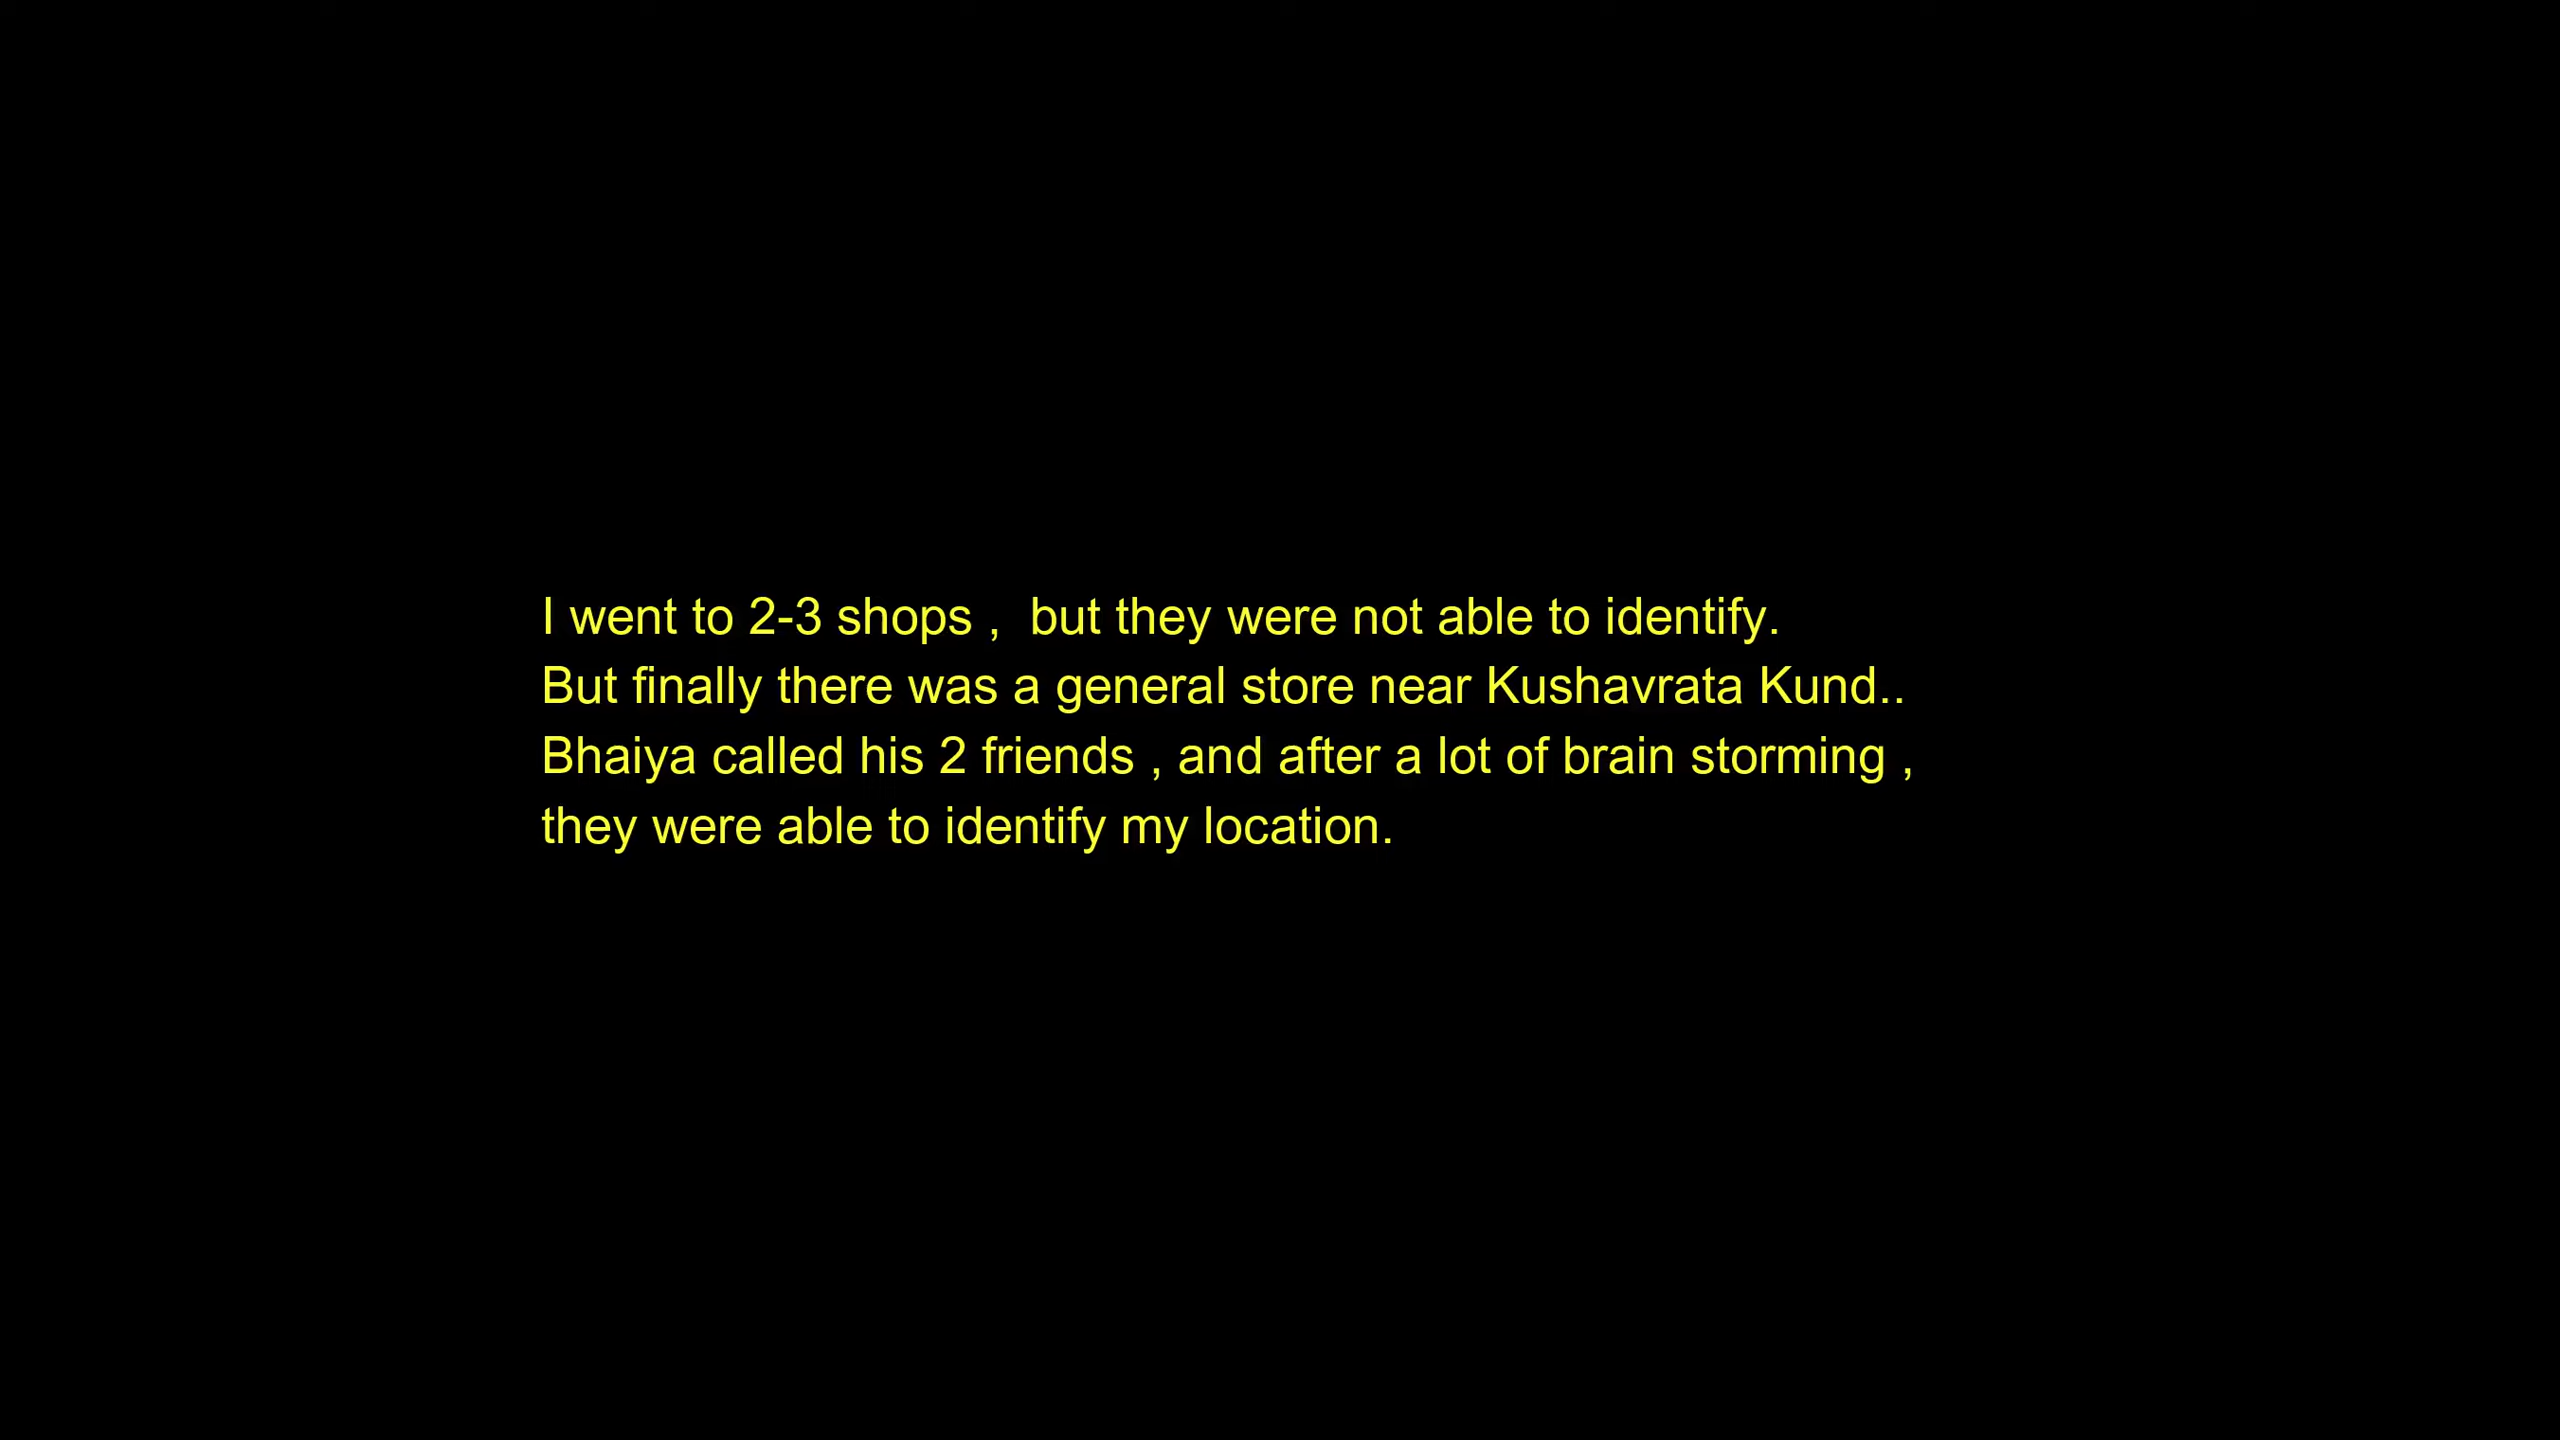 I went to 2-3 shops ,  but they were not able to identify.
But finally there was a general store near Kushavrata Kund..
Bhaiya called his 2 friends , and after a lot of brain storming ,
they were able to identify my location.